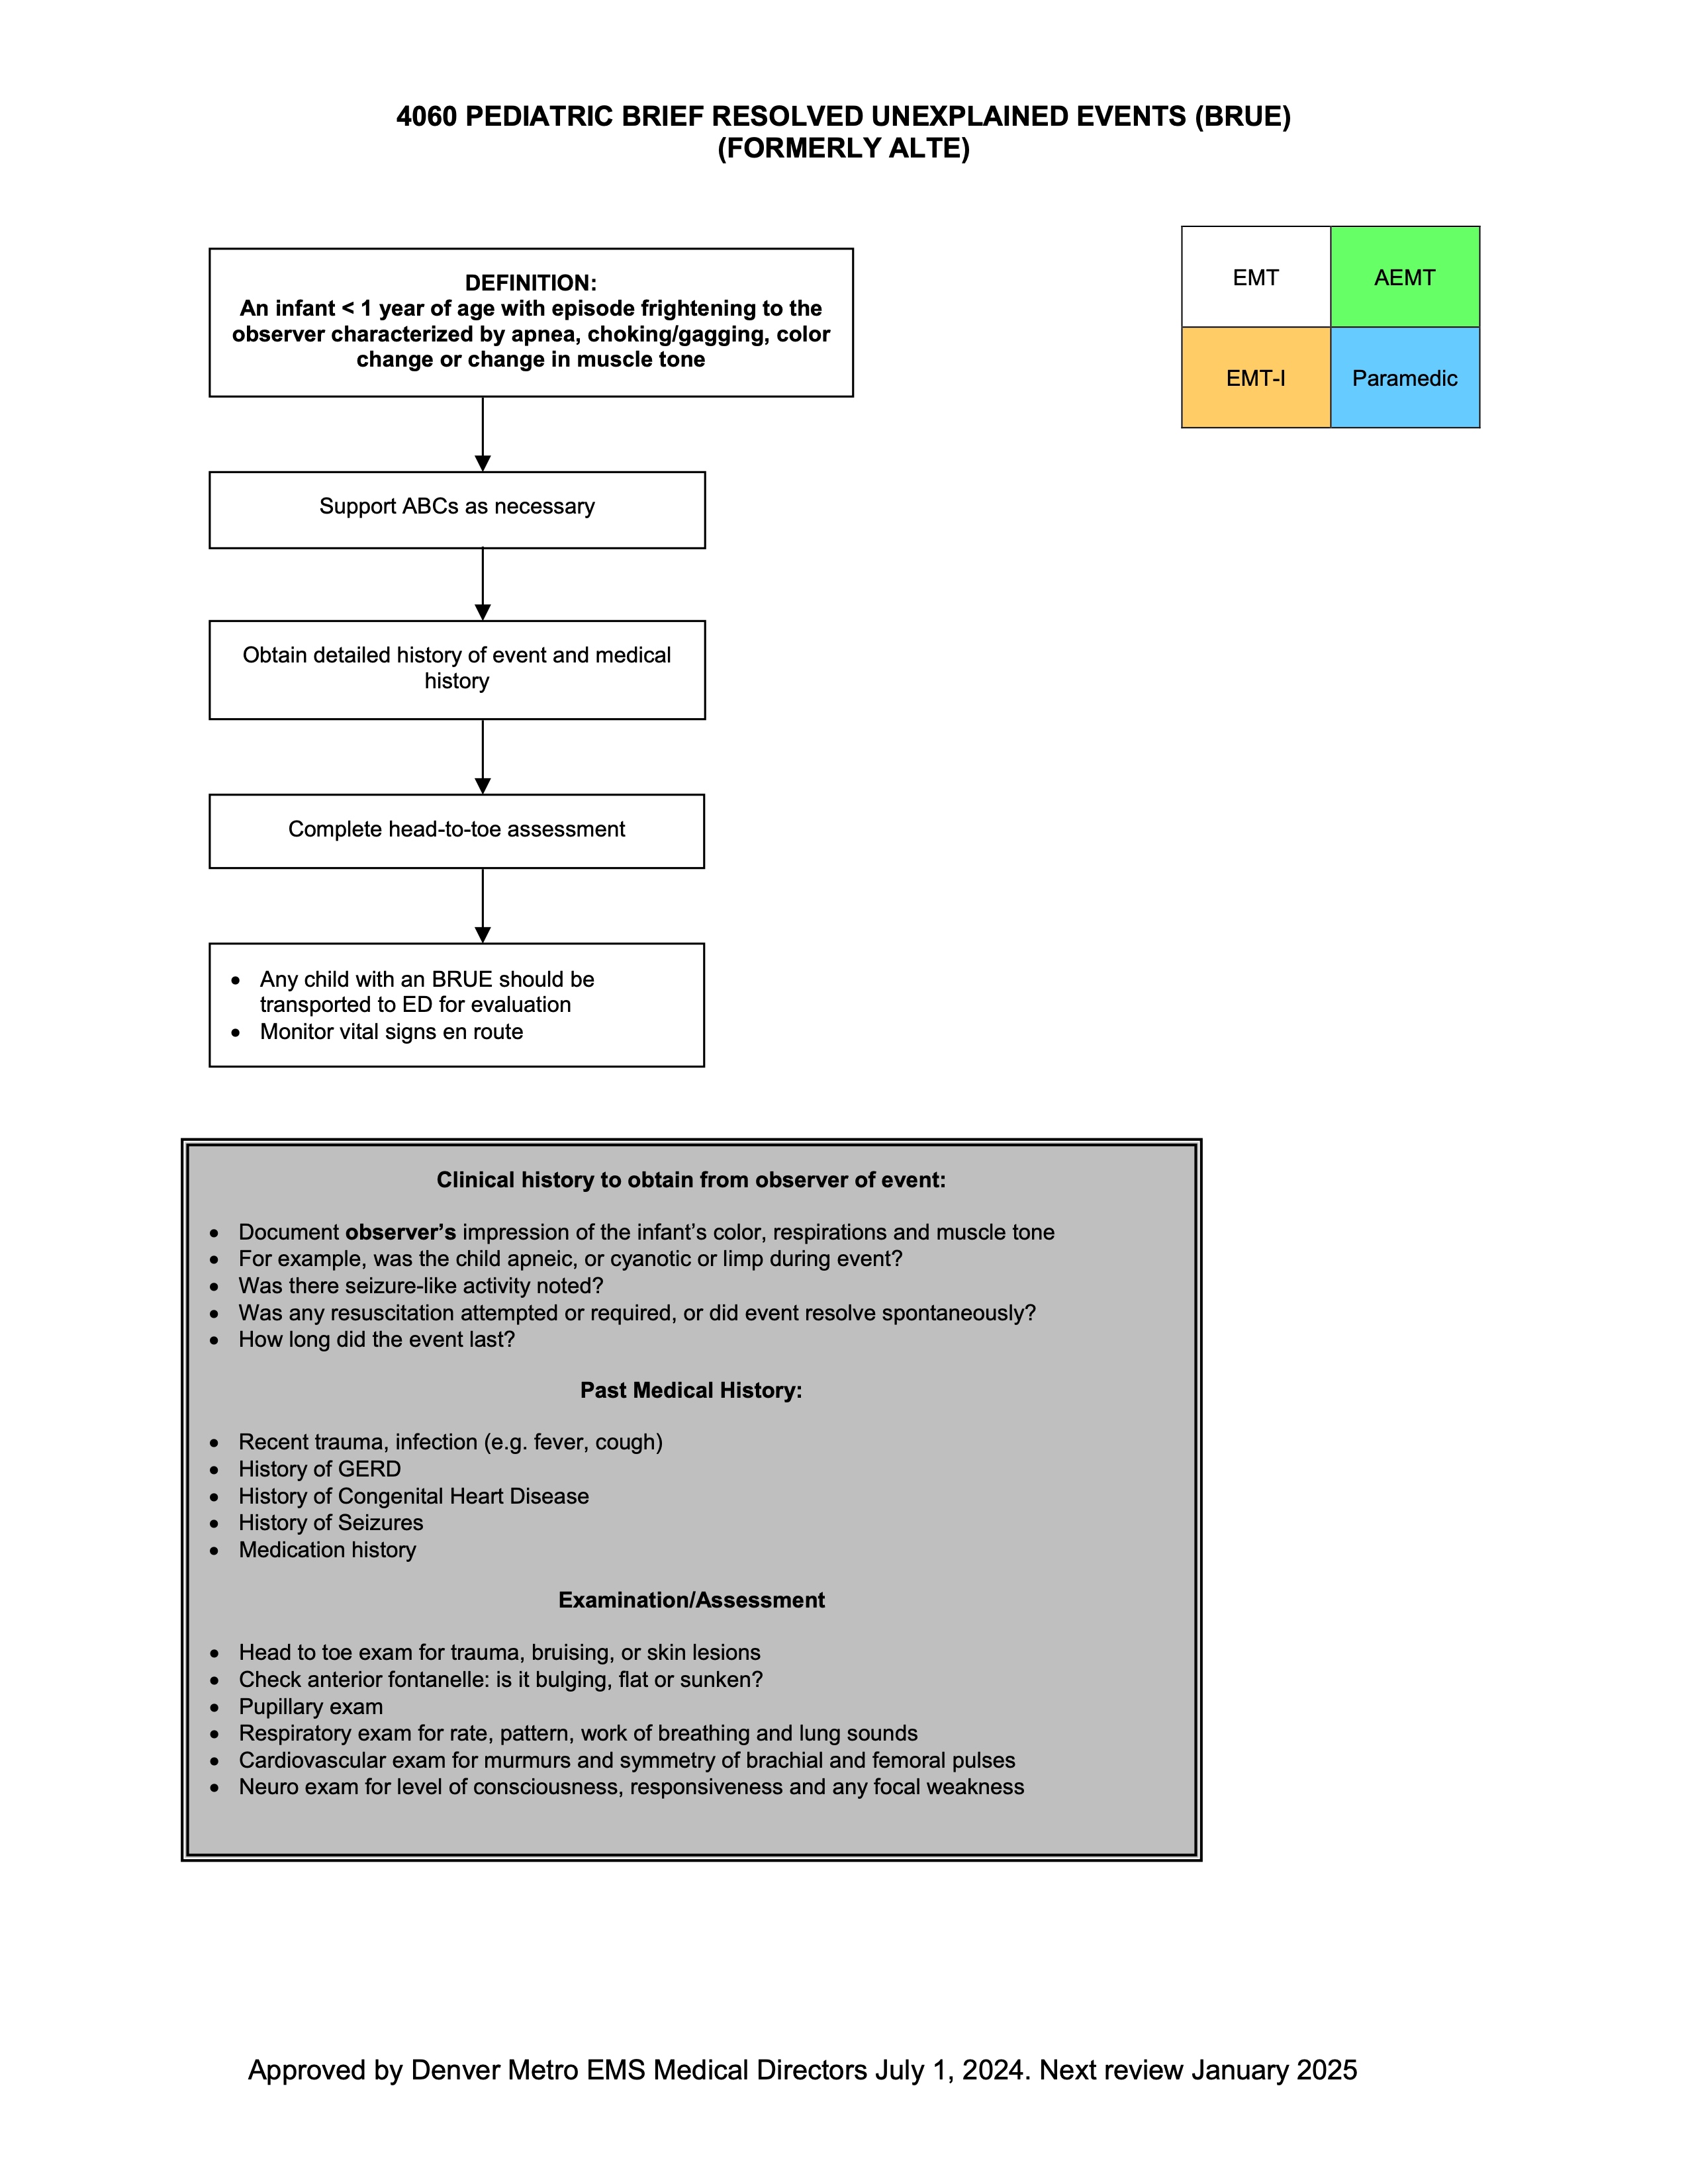 4060 PEDIATRIC BRIEF RESOLVED UNEXPLAINED EVENTS (BRUE)
(FORMERLY ALTE)
DEFINITION:
An infant < 1 year of age with episode frightening to the
observer characterized by apnea, choking/gagging, color
change or change in muscle tone
EMT
AEMT
EMT-I
Paramedic
Support ABCs as necessary
Obtain detailed history of event and medical
history
Complete head-to-toe assessment
• Any child with an BRUE should be
transported to ED for evaluation
• Monitor vital signs en route
Clinical history to obtain from observer of event:
• Document observer’s impression of the infant’s color, respirations and muscle tone
• For example, was the child apneic, or cyanotic or limp during event?
• Was there seizure-like activity noted?
• Was any resuscitation attempted or required, or did event resolve spontaneously?
• How long did the event last?
Past Medical History:
• Recent trauma, infection (e.g. fever, cough)
• History of GERD
• History of Congenital Heart Disease
• History of Seizures
• Medication history
Examination/Assessment
• Head to toe exam for trauma, bruising, or skin lesions
• Check anterior fontanelle: is it bulging, flat or sunken?
• Pupillary exam
• Respiratory exam for rate, pattern, work of breathing and lung sounds
• Cardiovascular exam for murmurs and symmetry of brachial and femoral pulses
• Neuro exam for level of consciousness, responsiveness and any focal weakness
Approved by Denver Metro EMS Medical Directors July 1, 2024. Next review January 2025